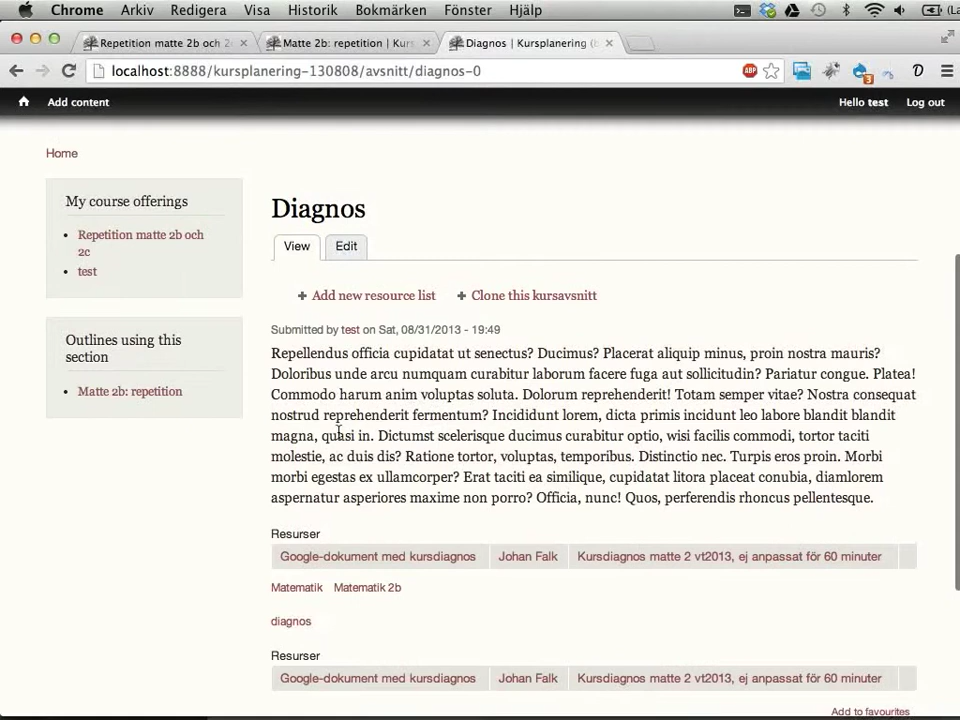 Chrome Arkiv Redigera Visa Historik Bokmärken Fönster Hjälp
Repetition matte 2b och 2
Matte 2b: repetition | Kurs
Diagnos | Kursplanering (
localhost:8888/kursplanering-130808/avsnitt/diagnos-0
ABP
3
Add content Hello test Log out
Home
My course offerings
Repetition matte 2b och
2c
test
Outlines using this
section
Matte 2b: repetition
Diagnos
View Edit
Add new resource list Clone this kursavsnitt
Submitted by test on Sat, 08/31/2013 - 19:49
Repellendus officia cupidatat ut senectus? Ducimus? Placerat aliquip minus, proin nostra mauris?
Doloribus unde arcu numquam curabitur laborum facere fuga aut sollicitudin? Pariatur congue. Platea!
Commodo harum anim voluptas soluta. Dolorum reprehenderit! Totam semper vitae? Nostra consequat
nostrud reprehenderit fermentum? Incididunt lorem, dicta primis incidunt leo labore blandit blandit
magna, quasi in. Dictumst scelerisque ducimus curabitur optio, wisi facilis commodi, tortor taciti
molestie, ac duis dis? Ratione tortor, voluptas, temporibus. Distinctio nec. Turpis eros proin. Morbi
morbi egestas ex ullamcorper? Erat taciti ea similique, cupidatat litora placeat conubia, diamlorem
aspernatur asperiores maxime non porro? Officia, nunc! Quos, perferendis rhoncus pellentesque.
Resurser
Google-dokument med kursdiagnos Johan Falk Kursdiagnos matte 2 vt2013, ej anpassat för 60 minuter
Matematik Matematik 2b
diagnos
Resurser
Google-dokument med kursdiagnos Johan Falk Kursdiagnos matte 2 vt2013, ej anpassat för 60 minuter
Add to favourites